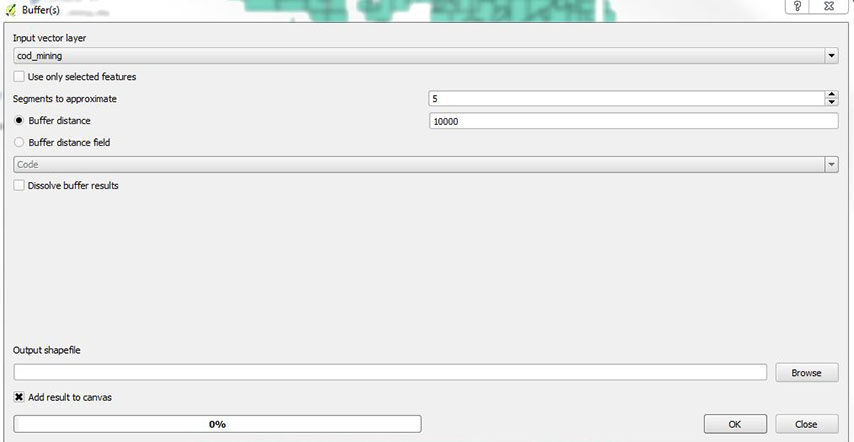 Buffer(s)
Input vector layer
cod_mining
Use only selected features
Segments to approximate 5
Buffer distance 10000
Buffer distance field
Code
Dissolve buffer results
Output shapefile
Browse
Add result to canvas
0% OK Close